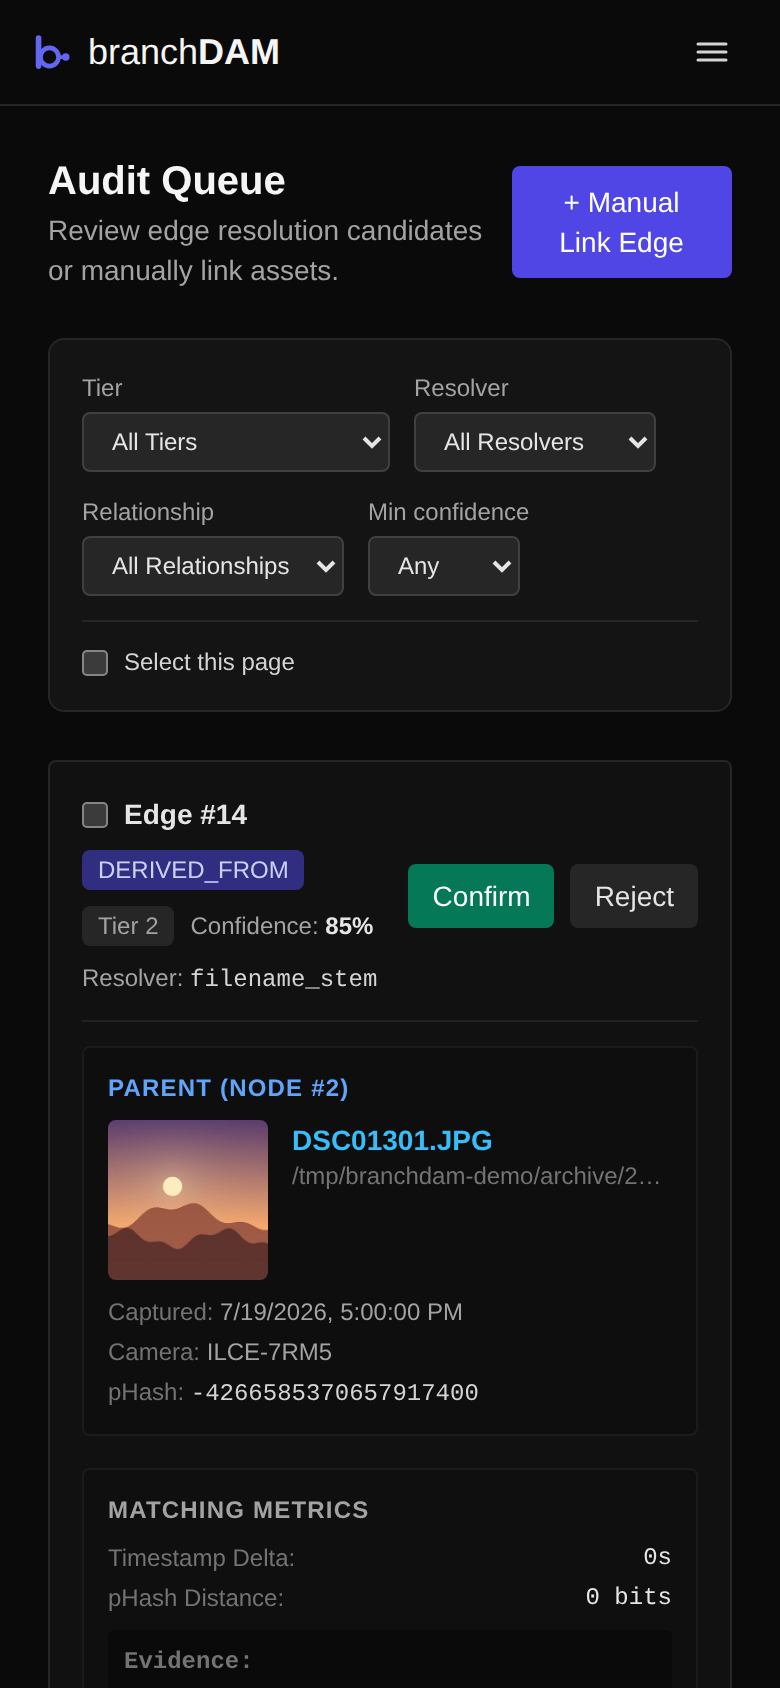 branchDAM
Audit Queue
Review edge resolution candidates
or manually link assets.
+ Manual
Link Edge
Tier
Resolver
All Tiers
All Resolvers
Relationship
Min confidence
All Relationships
Any
Select this page
Edge #14
DERIVED_FROM
Tier 2 Confidence: 85%
Resolver: filename_stem
Confirm
Reject
PARENT (NODE #2)
DSC01301.JPG
/tmp/branchdam-demo/archive/2…
Captured: 7/19/2026, 5:00:00 PM
Camera: ILCE-7RM5
pHash: -4266585370657917400
MATCHING METRICS
Timestamp Delta: 0s
pHash Distance: 0 bits
Evidence: